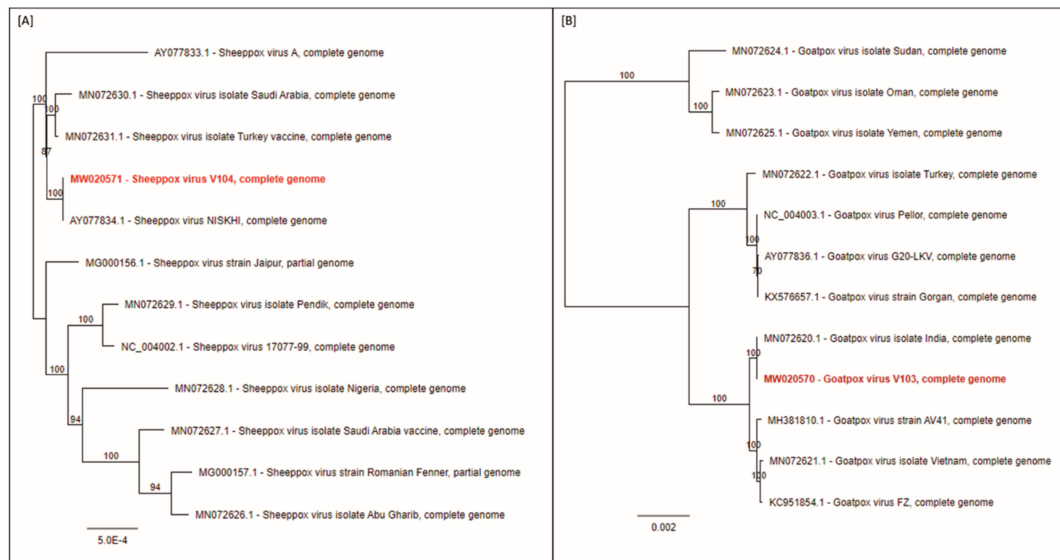 [A]
AY077833.1 - Sheeppox virus A, complete genome
100
MN072630.1 - Sheeppox virus isolate Saudi Arabia, complete genome
100
MN072631.1 - Sheeppox virus isolate Turkey vaccine, complete genome
87
MW020571 - Sheeppox virus V104, complete genome
100
AY077834.1 - Sheeppox virus NISKHI, complete genome
MG000156.1 - Sheeppox virus strain Jaipur, partial genome
MN072629.1 - Sheeppox virus isolate Pendik, complete genome
100
NC_004002.1 - Sheeppox virus 17077-99, complete genome
100
MN072628.1 - Sheeppox virus isolate Nigeria, complete genome
94
MN072627.1 - Sheeppox virus isolate Saudi Arabia vaccine, complete genome
100
MG000157.1 - Sheeppox virus strain Romanian Fenner, partial genome
94
MN072626.1 - Sheeppox virus isolate Abu Gharib, complete genome
5.0E-4
[B]
MN072624.1 - Goatpox virus isolate Sudan, complete genome
100
MN072623.1 - Goatpox virus isolate Oman, complete genome
100
MN072625.1 - Goatpox virus isolate Yemen, complete genome
MN072622.1 - Goatpox virus isolate Turkey, complete genome
100
NC_004003.1 - Goatpox virus Pellor, complete genome
100
AY077836.1 - Goatpox virus G20-LKV, complete genome
70
KX576657.1 - Goatpox virus strain Gorgan, complete genome
MN072620.1 - Goatpox virus isolate India, complete genome
100
MW020570 - Goatpox virus V103, complete genome
100
MH381810.1 - Goatpox virus strain AV41, complete genome
100
MN072621.1 - Goatpox virus isolate Vietnam, complete genome
100
KC951854.1 - Goatpox virus FZ, complete genome
0.002